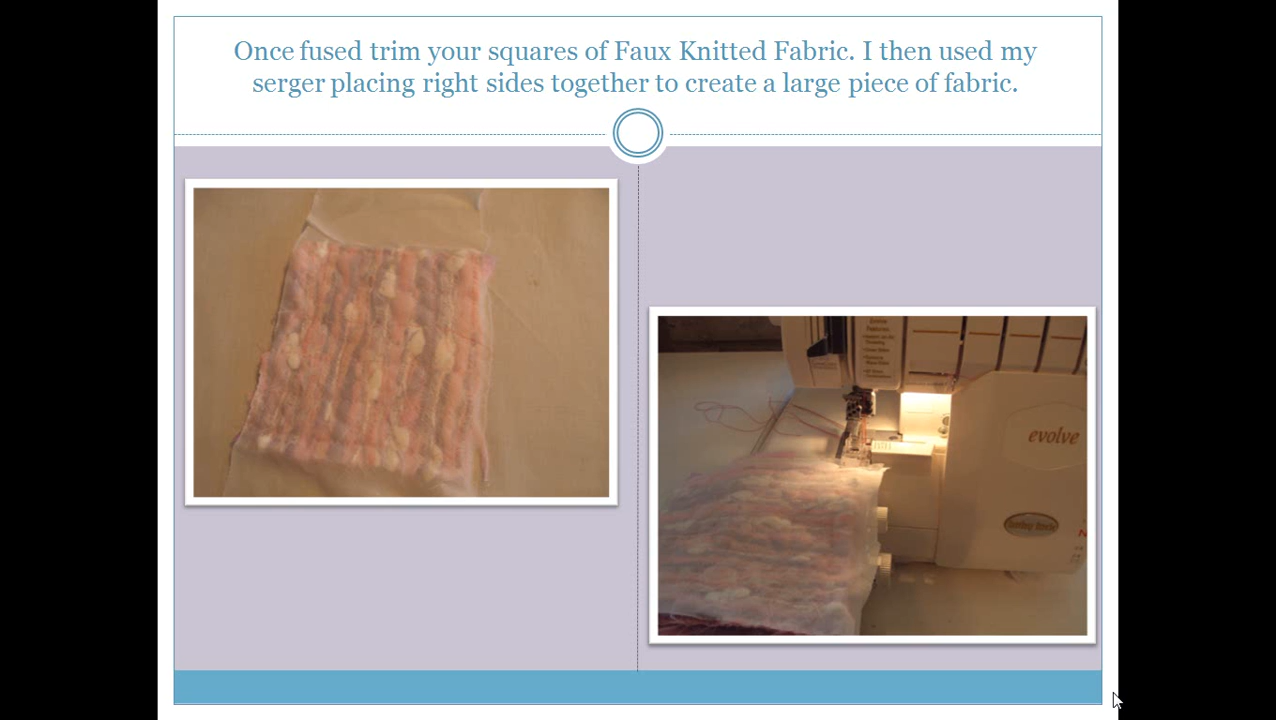 Once fused trim your squares of Faux Knitted Fabric. I then used my
serger placing right sides together to create a large piece of fabric.
evolve